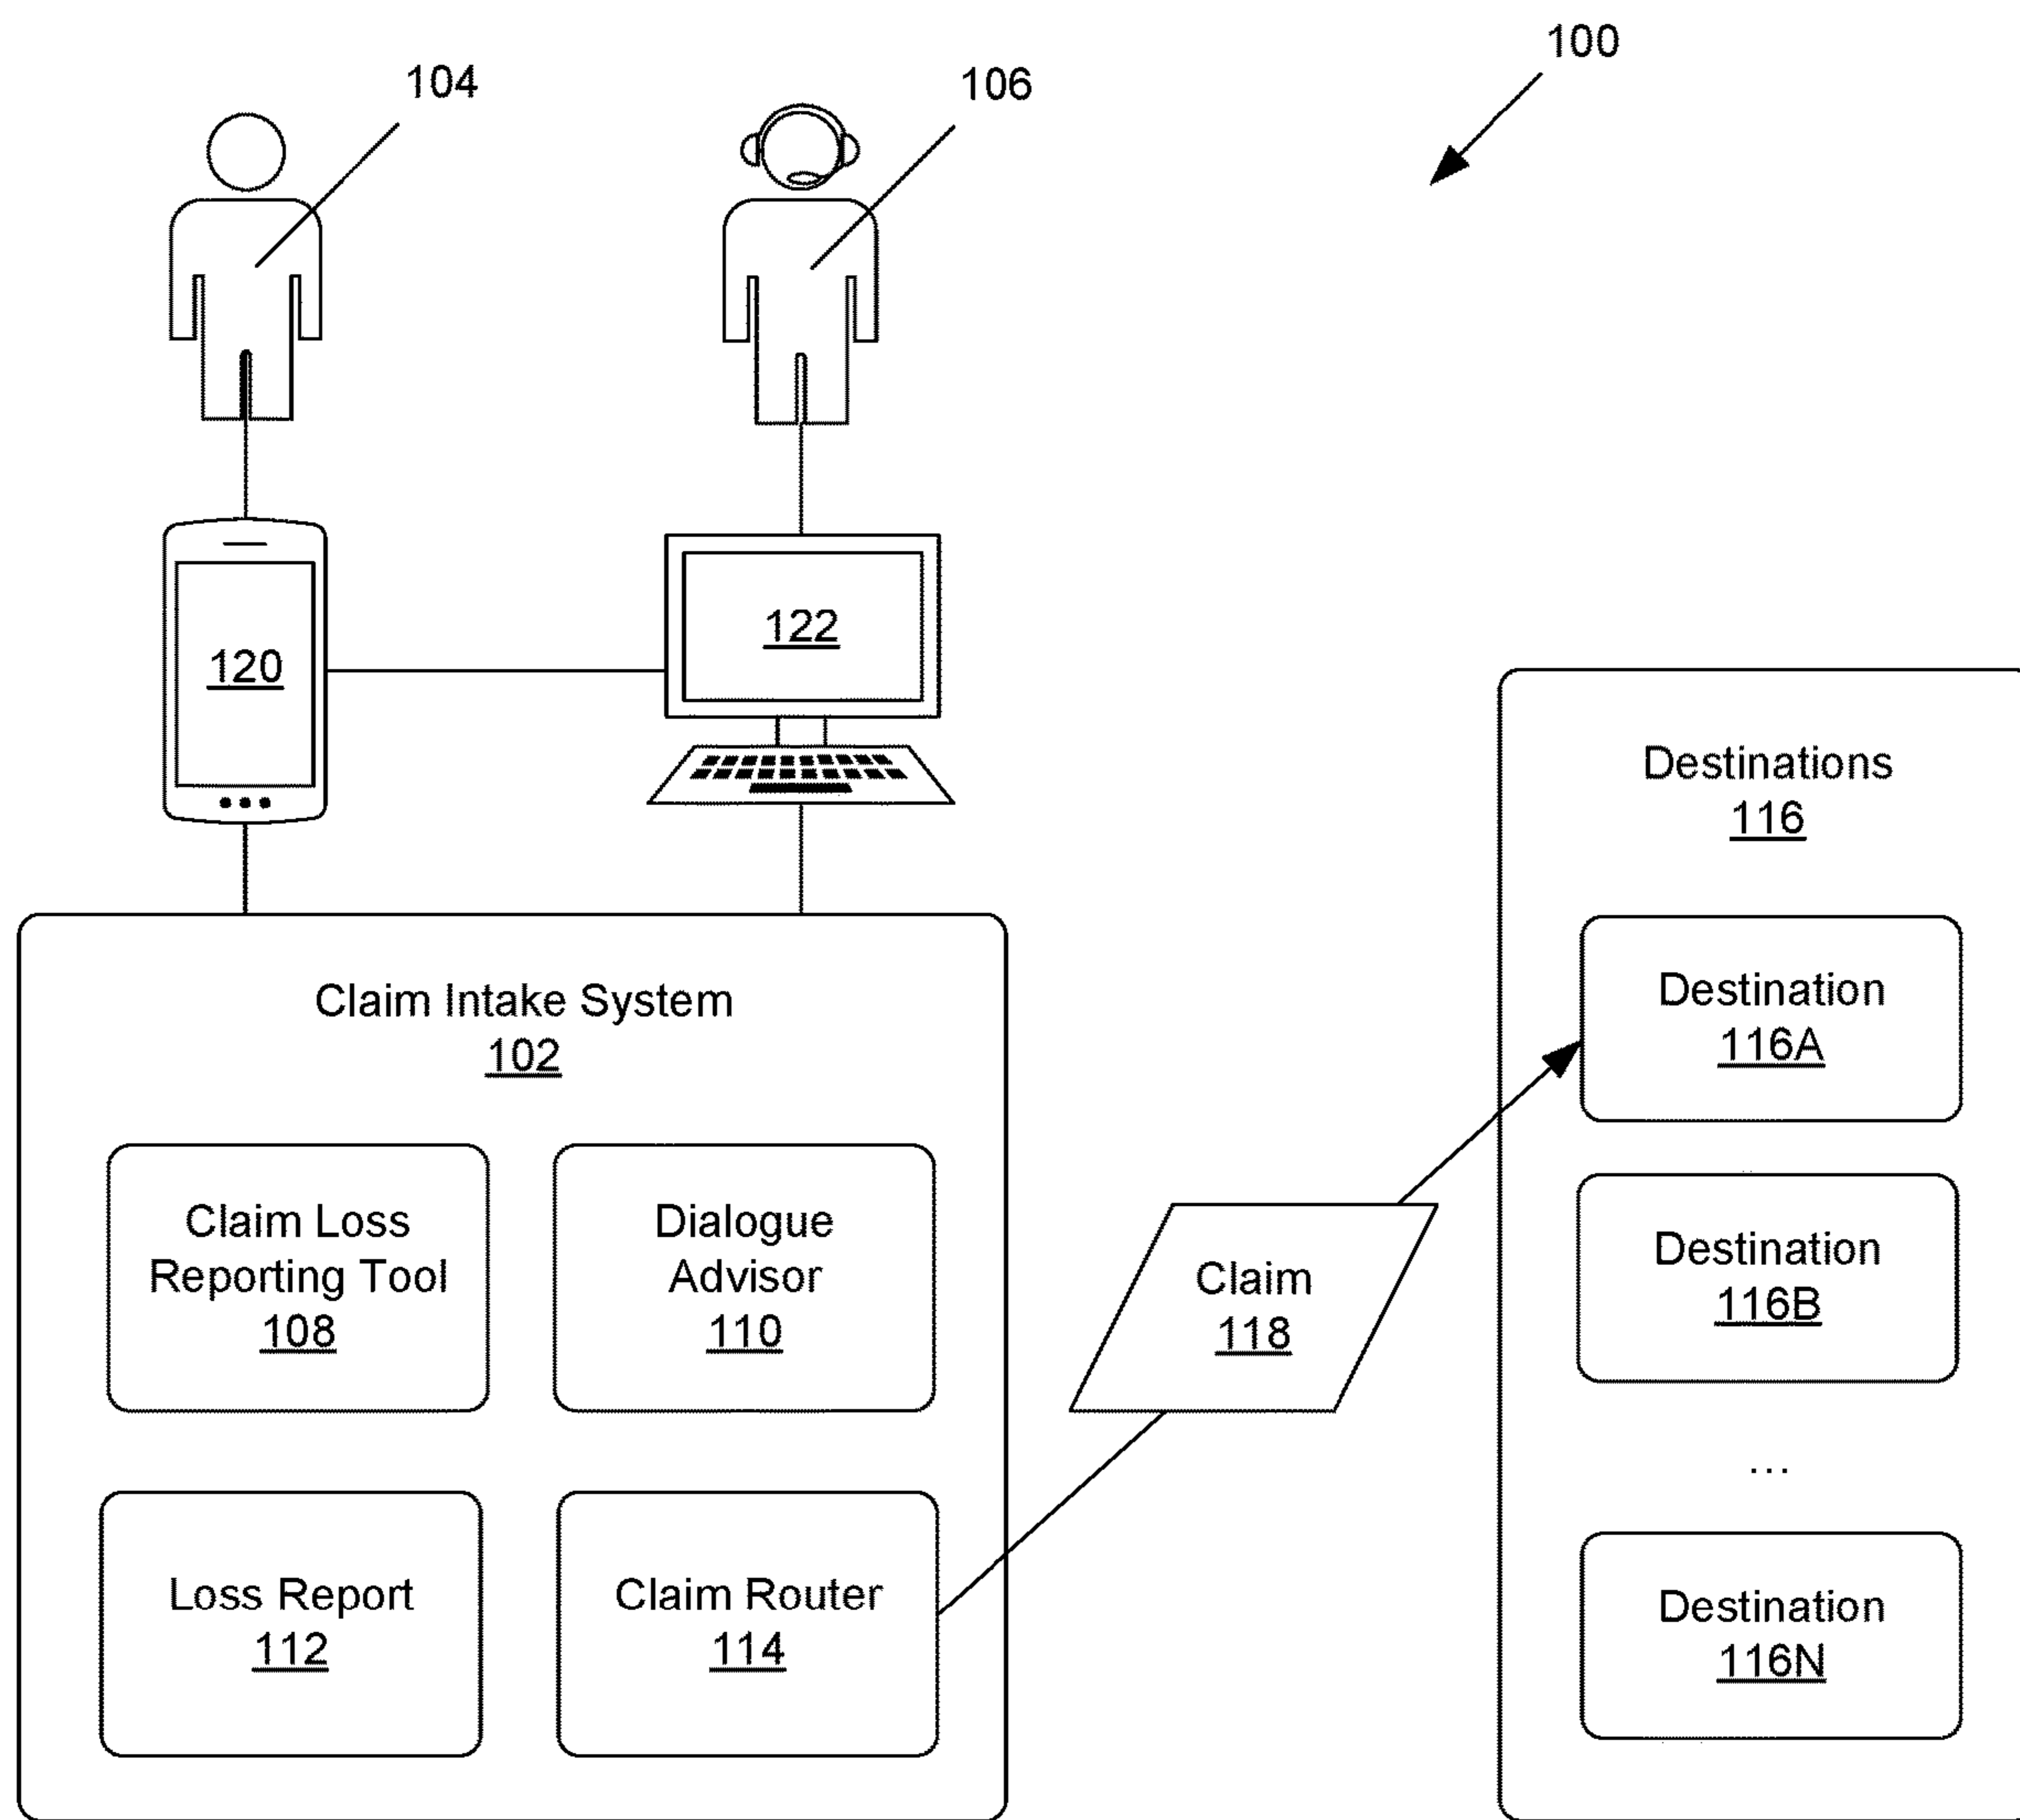 100
104
106
120
122
Claim Intake System
102
Claim Loss
Reporting Tool
108
Dialogue
Advisor
110
Loss Report
112
Claim Router
114
Claim
118
Destinations
116
Destination
116A
Destination
116B
...
Destination
116N